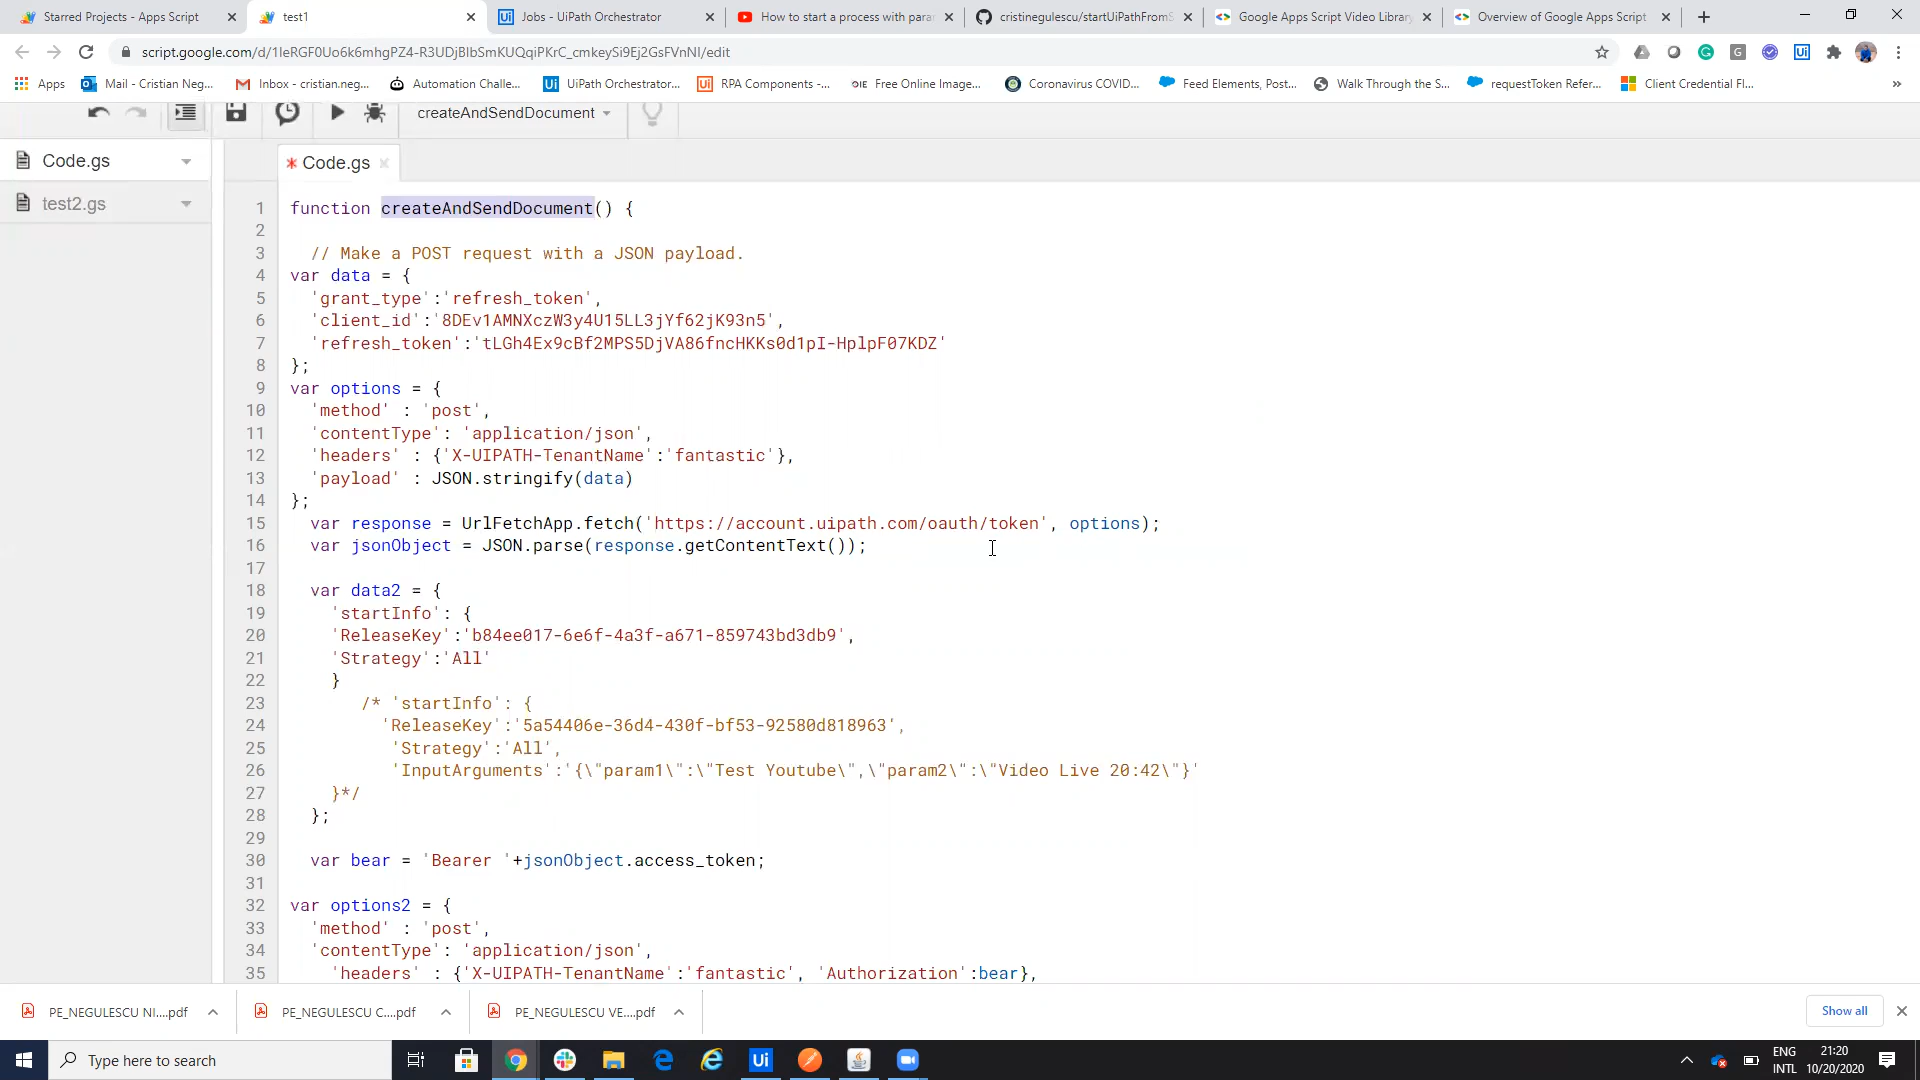 Starred Projects - Apps Script
test1
Jobs - UiPath Orchestrator
How to start a process with para
cristinegulescu/startUiPathFromS
Google Apps Script Video Library
Overview of Google Apps Script
script.google.com/d/1IeRGF0Uo6k6mhgPZ4-R3UDjBlbSmKUQqiPKrC_cmkeySi9Ej2GsFVnNI/edit
Apps
Mail - Cristian Neg...
Inbox - cristian.neg...
Automation Challe...
UiPath Orchestrator...
RPA Components -...
Free Online Image...
Coronavirus COVID...
Feed Elements, Post...
Walk Through the S...
requestToken Refer...
Client Credential Fl...
»
createAndSendDocument
Code.gs
test2.gs
* Code.gs
1 function createAndSendDocument() {
2
3 // Make a POST request with a JSON payload.
4 var data = {
5 'grant_type':'refresh_token',
6 'client_id':'8DEv1AMNXczW3y4U15LL3jYf62jK93n5',
7 'refresh_token':'tLGh4Ex9cBf2MPS5DjVA86fncHKKs0d1pI-HplpF07KDZ'
8 };
9 var options = {
10 'method' : 'post',
11 'contentType': 'application/json',
12 'headers' : {'X-UIPATH-TenantName':'fantastic'},
13 'payload' : JSON.stringify(data)
14 };
15 var response = UrlFetchApp.fetch('https://account.uipath.com/oauth/token', options);
16 var jsonObject = JSON.parse(response.getContentText());
17
18 var data2 = {
19 'startInfo': {
20 'ReleaseKey':'b84ee017-6e6f-4a3f-a671-859743bd3db9',
21 'Strategy':'All'
22 }
23 /* 'startInfo': {
24 'ReleaseKey':'5a54406e-36d4-430f-bf53-92580d818963',
25 'Strategy':'All',
26 'InputArguments':'{\"param1\":\"Test Youtube\",\"param2\":\"Video Live 20:42\"}'
27 }*/
28 };
29
30 var bear = 'Bearer '+jsonObject.access_token;
31
32 var options2 = {
33 'method' : 'post',
34 'contentType': 'application/json',
35 'headers' : {'X-UIPATH-TenantName':'fantastic', 'Authorization':bear},
PE_NEGULESCU NI....pdf
PE_NEGULESCU C....pdf
PE_NEGULESCU VE....pdf
Show all
Type here to search
ENG
INTL
21:20
10/20/2020